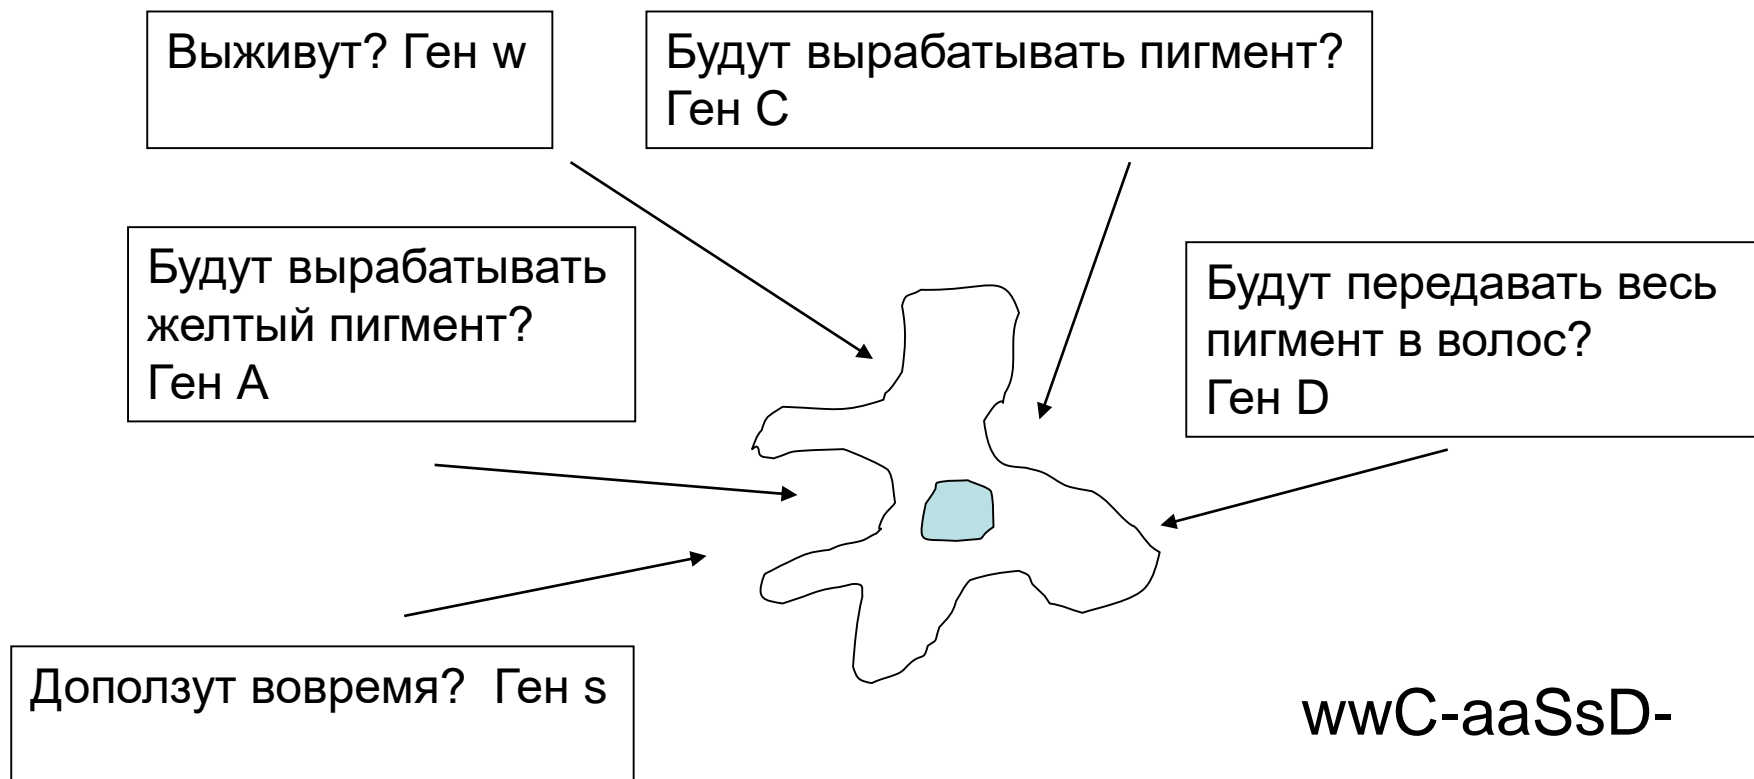 Выживут? Ген w
Будут вырабатывать пигмент?
Ген C
Будут вырабатывать
желтый пигмент?
Ген A
Будут передавать весь
пигмент в волос?
Ген D
Доползут вовремя? Ген s
wwC-aaSsD-